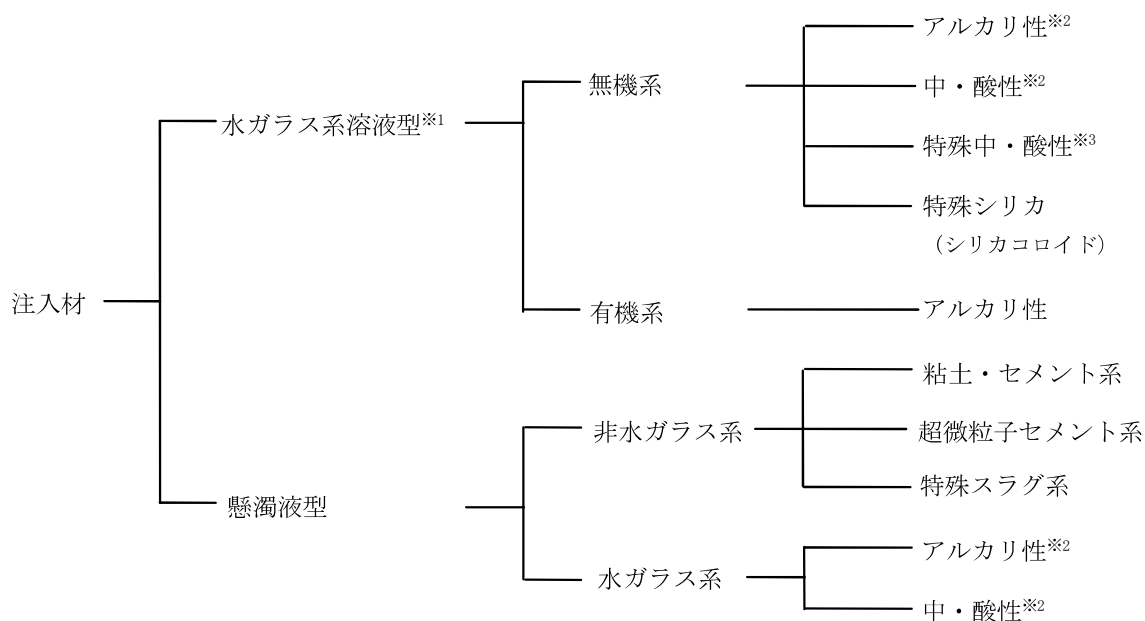 アルカリ性※2
無機系
中・酸性※2
水ガラス系溶液型※1
特殊中・酸性※3
特殊シリカ
（シリカコロイド）
注入材
有機系
アルカリ性
粘土・セメント系
非水ガラス系
超微粒子セメント系
特殊スラグ系
懸濁液型
アルカリ性※2
水ガラス系
中・酸性※2